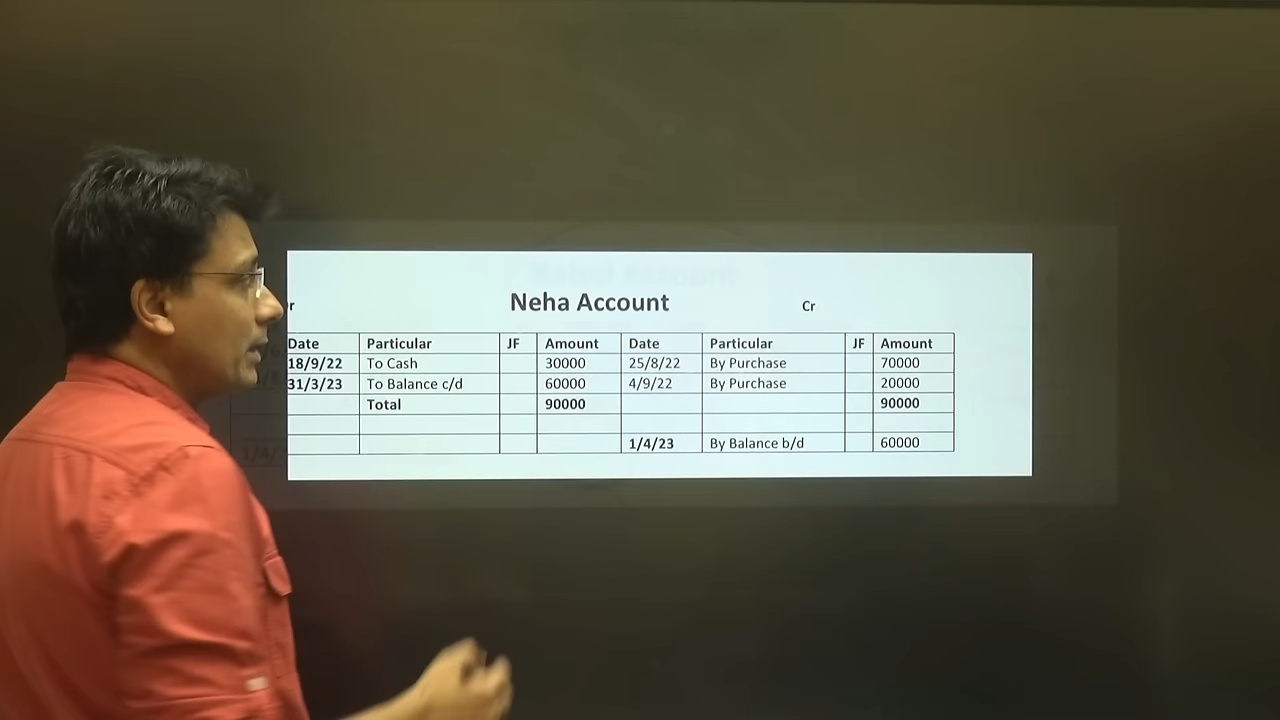 Neha Account
r Cr
Date Particular JF Amount Date Particular JF Amount
18/9/22 To Cash 30000 25/8/22 By Purchase 70000
31/3/23 To Balance c/d 60000 4/9/22 By Purchase 20000
Total 90000 90000
1/4/23 By Balance b/d 60000